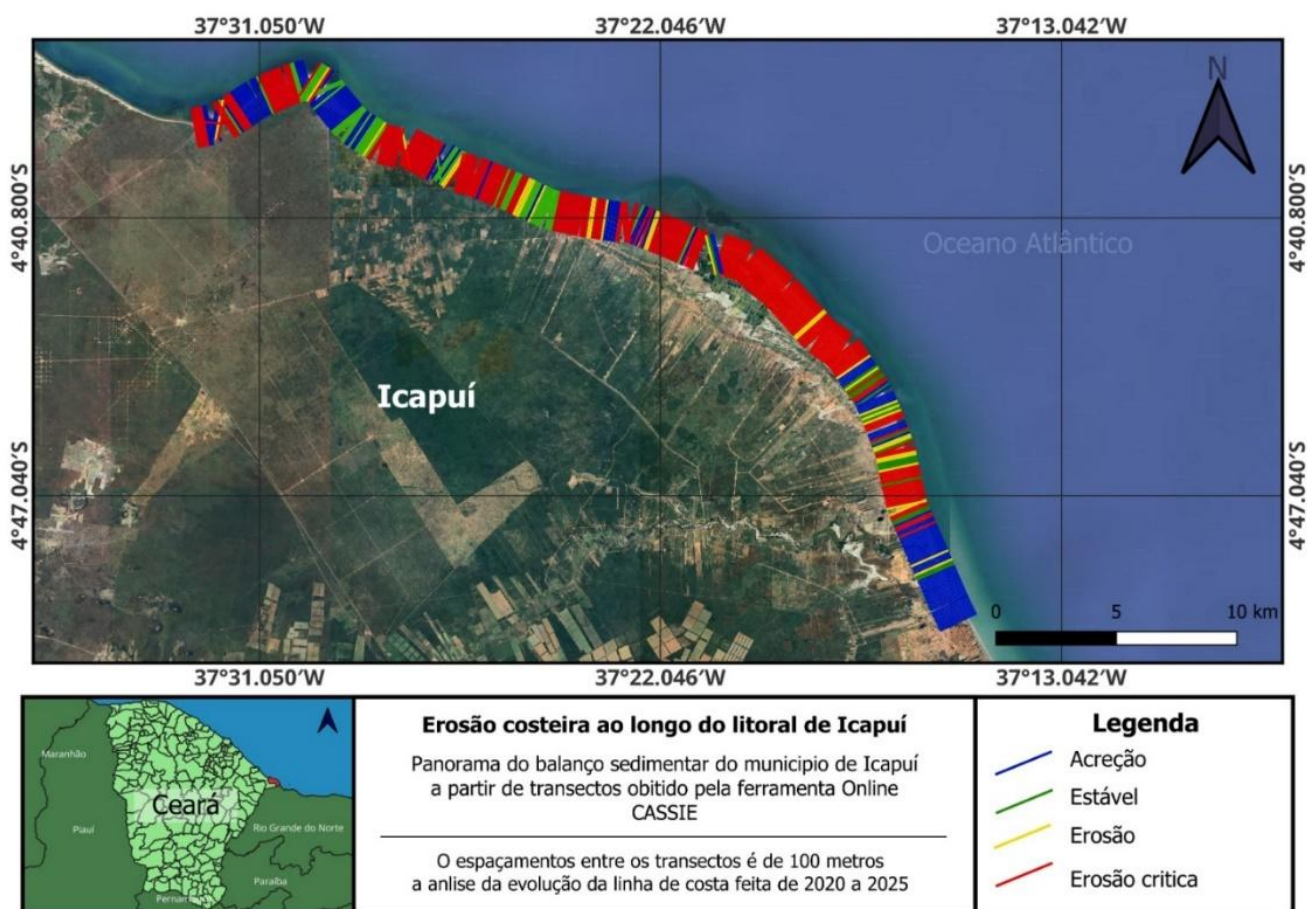 37°31.050′W
37°22.046′W
37°13.042′W
N
4°40.800′S
4°40.800′S
Oceano Atlântico
Icapuí
4°47.040′S
4°47.040′S
0
5
10 km
37°31.050′W
37°22.046′W
37°13.042′W
Maranhão
Ceará
Piauí
Rio Grande do Norte
Paraíba
Erosão costeira ao longo do litoral de Icapuí
Panorama do balanço sedimentar do municipio de Icapuí
a partir de transectos obitido pela ferramenta Online
CASSIE
O espaçamentos entre os transectos é de 100 metros
a anlise da evolução da linha de costa feita de 2020 a 2025
Legenda
Acreção
Estável
Erosão
Erosão critica